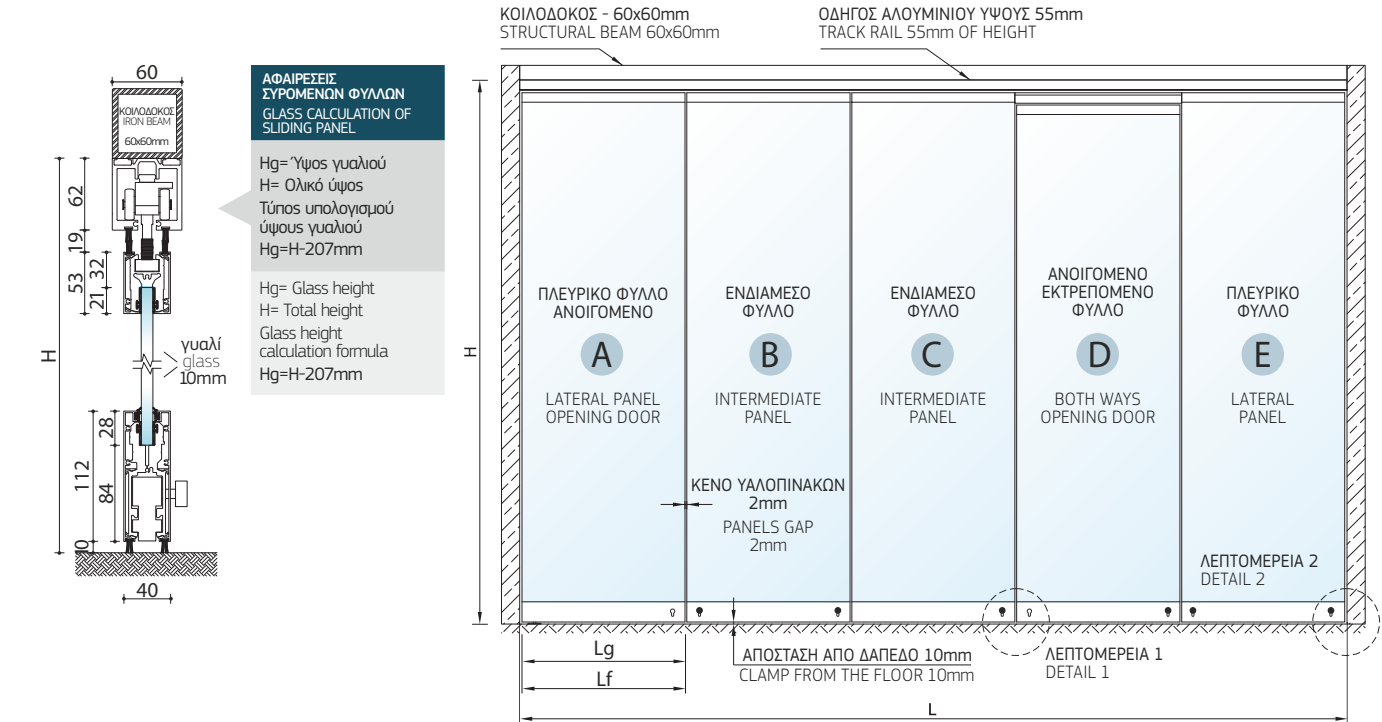 ΚΟΙΛΟΔΟΚΟΣ - 60x60mm
STRUCTURAL BEAM 60x60mm
ΟΔΗΓΟΣ ΑΛΟΥΜΙΝΙΟΥ ΥΨΟΥΣ 55mm
TRACK RAIL 55mm OF HEIGHT
60
ΚΟΙΛΟΔΟΚΟΣ
IRON BEAM
60x60mm
62
19
53
32
21
H
γυαλί
glass
10mm
28
112
84
10
40
ΑΦΑΙΡΕΣΕΙΣ
ΣΥΡΟΜΕΝΩΝ ΦΥΛΛΩΝ
GLASS CALCULATION OF
SLIDING PANEL
Hg= Ύψος γυαλιού
H= Ολικό ύψος
Τύπος υπολογισμού
ύψους γυαλιού
Hg=H-207mm
Hg= Glass height
H= Total height
Glass height
calculation formula
Hg=H-207mm
H
ΠΛΕΥΡΙΚΟ ΦΥΛΛΟ
ΑΝΟΙΓΟΜΕΝΟ
A
LATERAL PANEL
OPENING DOOR
ΕΝΔΙΑΜΕΣΟ
ΦΥΛΛΟ
B
INTERMEDIATE
PANEL
ΕΝΔΙΑΜΕΣΟ
ΦΥΛΛΟ
C
INTERMEDIATE
PANEL
ΑΝΟΙΓΟΜΕΝΟ
ΕΚΤΡΕΠΟΜΕΝΟ
ΦΥΛΛΟ
D
BOTH WAYS
OPENING DOOR
ΠΛΕΥΡΙΚΟ
ΦΥΛΛΟ
E
LATERAL
PANEL
ΚΕΝΟ ΥΑΛΟΠΙΝΑΚΩΝ
2mm
PANELS GAP
2mm
ΛΕΠΤΟΜΕΡΕΙΑ 2
DETAIL 2
Lg
Lf
ΑΠΟΣΤΑΣΗ ΑΠΟ ΔΑΠΕΔΟ 10mm
CLAMP FROM THE FLOOR 10mm
ΛΕΠΤΟΜΕΡΕΙΑ 1
DETAIL 1
L